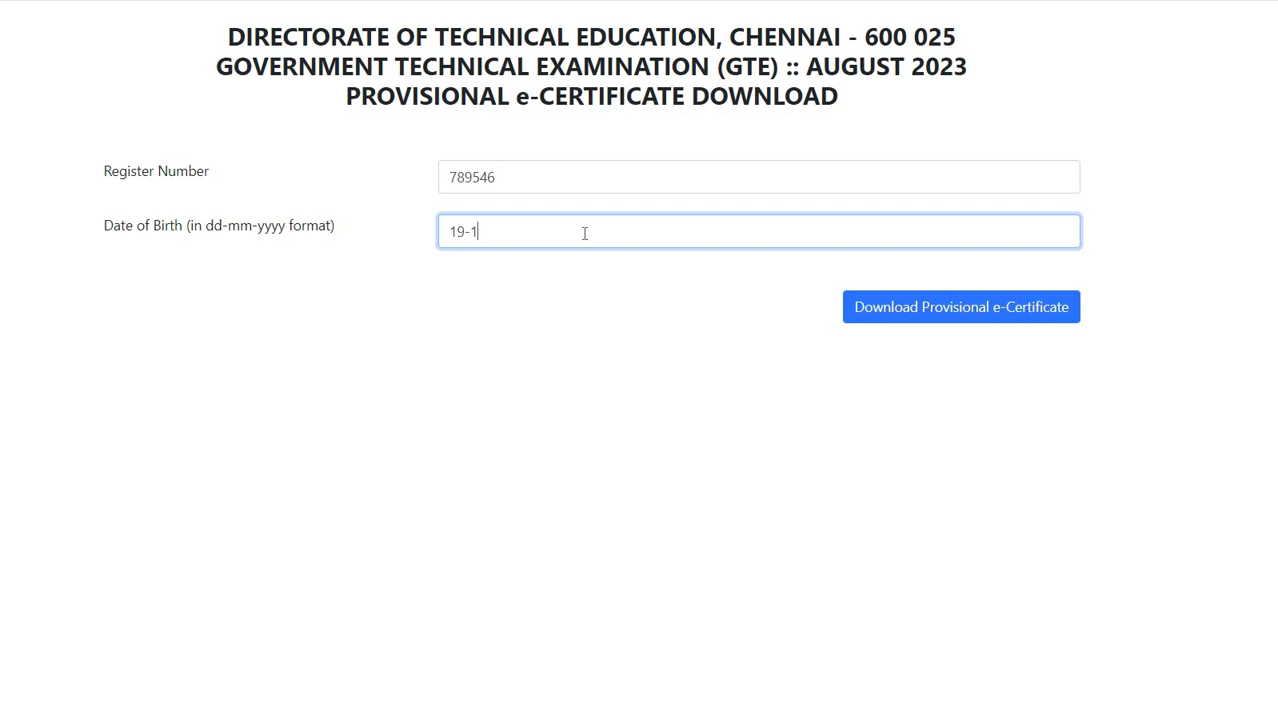 DIRECTORATE OF TECHNICAL EDUCATION, CHENNAI - 600 025
GOVERNMENT TECHNICAL EXAMINATION (GTE) :: AUGUST 2023
PROVISIONAL e-CERTIFICATE DOWNLOAD
Register Number
789546
Date of Birth (in dd-mm-yyyy format)
19-1
Download Provisional e-Certificate